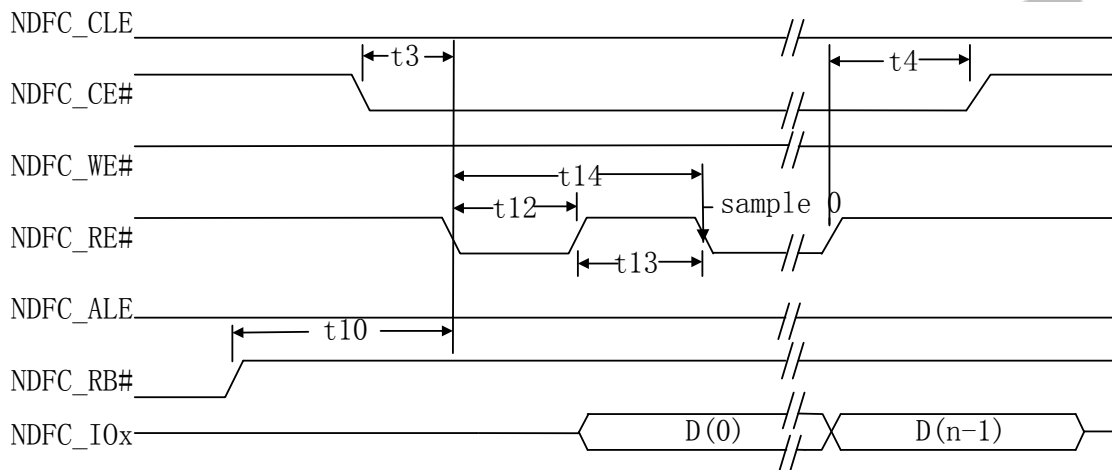 NDFC_CLE
t3
t4
NDFC_CE#
NDFC_WE#
t14
t12
sample 0
NDFC_RE#
t13
NDFC_ALE
t10
NDFC_RB#
NDFC_IOx
D(0)
D(n-1)